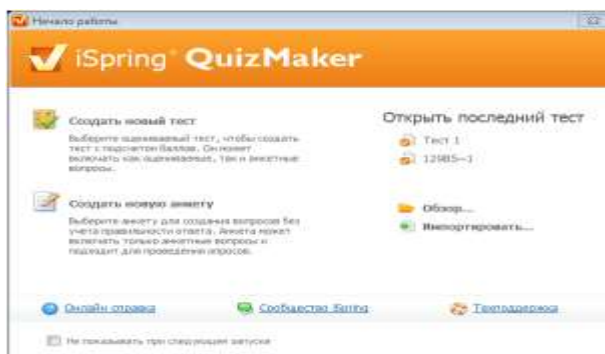 Начало работы
iSpring QuizMaker
Создать новый тест
Выберите оцениваемый тест, чтобы создать
тест с подсчетом баллов. Он может
включать как оцениваемые, так и анкетные
вопросы.
Создать новую анкету
Выберите анкету для создания вопросов без
учета правильности ответа. Анкета может
включать только анкетные вопросы и
подходит для проведения опросов.
Открыть последний тест
Тест 1
12985~1
Обзор...
Импортировать...
Онлайн справка
Сообщество iSpring
Техподдержка
Не показывать при следующем запуске